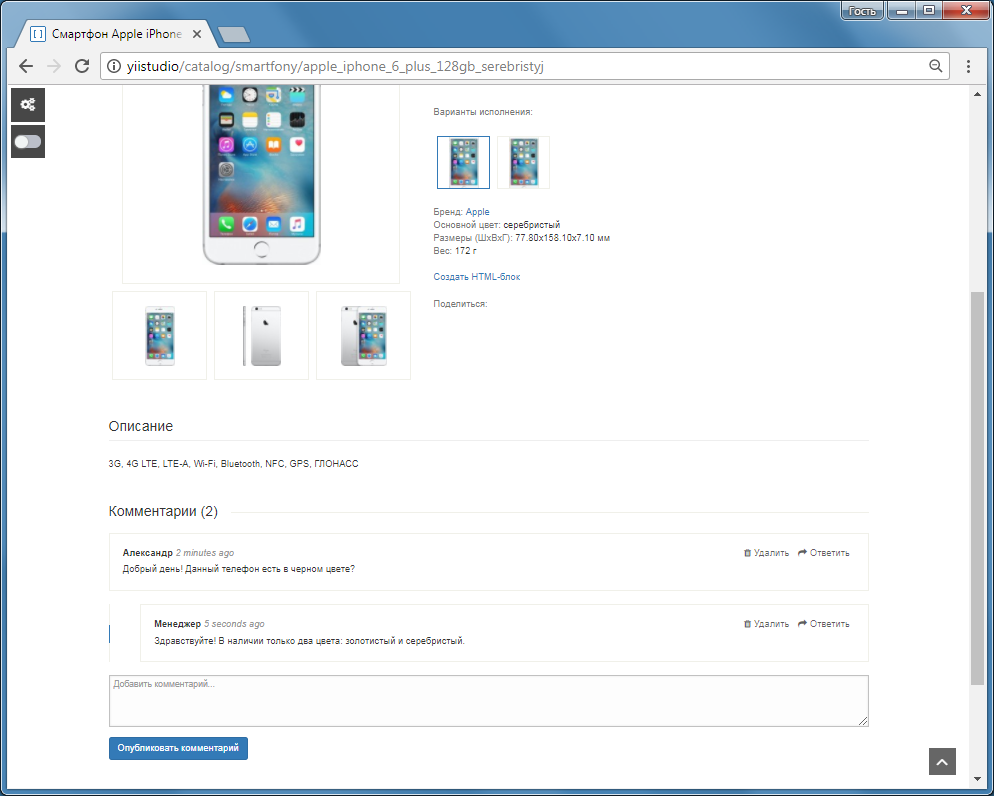 Гость
Смартфон Apple iPhone
yiistudio/catalog/smartfony/apple_iphone_6_plus_128gb_serebristyj
Варианты исполнения:
Бренд: Apple
Основной цвет: серебристый
Размеры (ШхВхГ): 77.80x158.10x7.10 мм
Вес: 172 г
Создать HTML-блок
Поделиться:
Описание
3G, 4G LTE, LTE-A, Wi-Fi, Bluetooth, NFC, GPS, ГЛОНАСС
Комментарии (2)
Александр 2 minutes ago Удалить Ответить
Добрый день! Данный телефон есть в черном цвете?
Менеджер 5 seconds ago Удалить Ответить
Здравствуйте! В наличии только два цвета: золотистый и серебристый.
Добавить комментарий...
Опубликовать комментарий